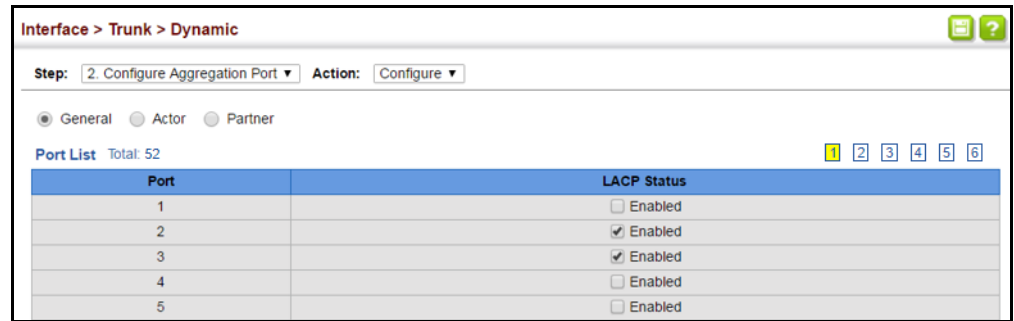 Interface > Trunk > Dynamic
?
Step: 2. Configure Aggregation Port Action: Configure
General Actor Partner
Port List Total: 52 1 2 3 4 5 6
Port LACP Status
1 Enabled
2 Enabled
3 Enabled
4 Enabled
5 Enabled